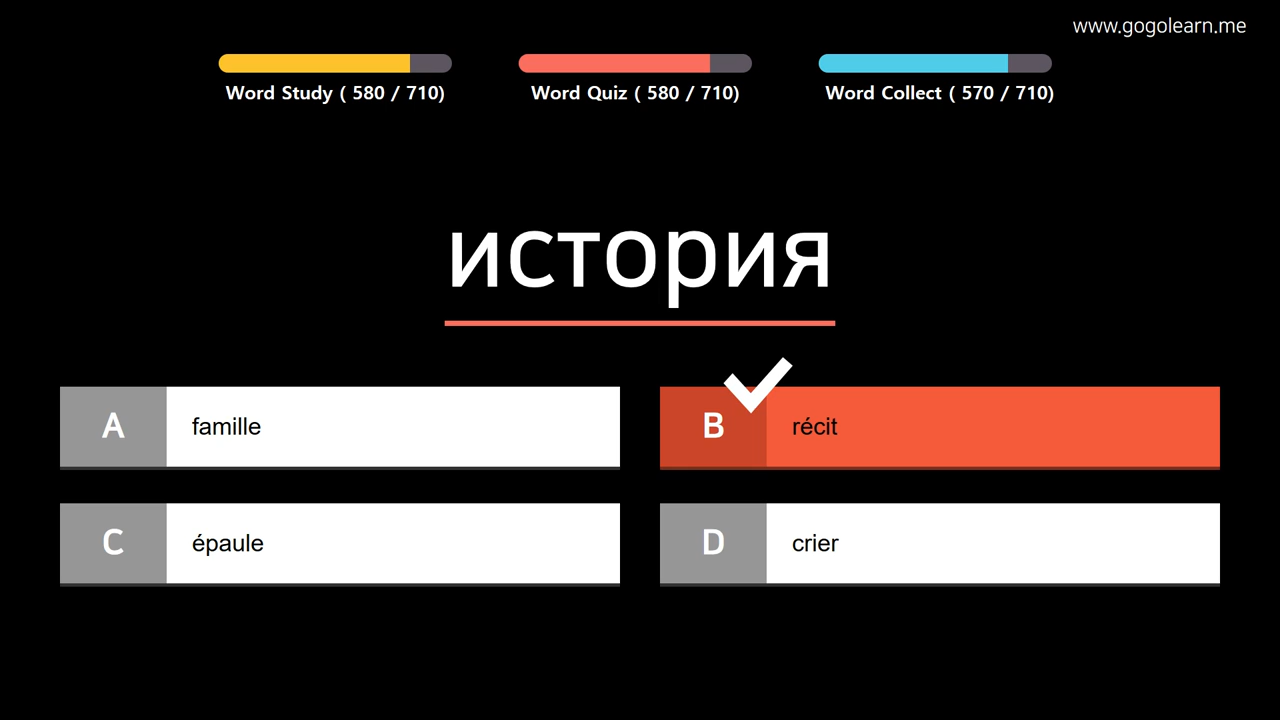 www.gogolearn.me
Word Study ( 580 / 710)
Word Quiz ( 580 / 710)
Word Collect ( 570 / 710)
история
A famille
B récit
C épaule
D crier